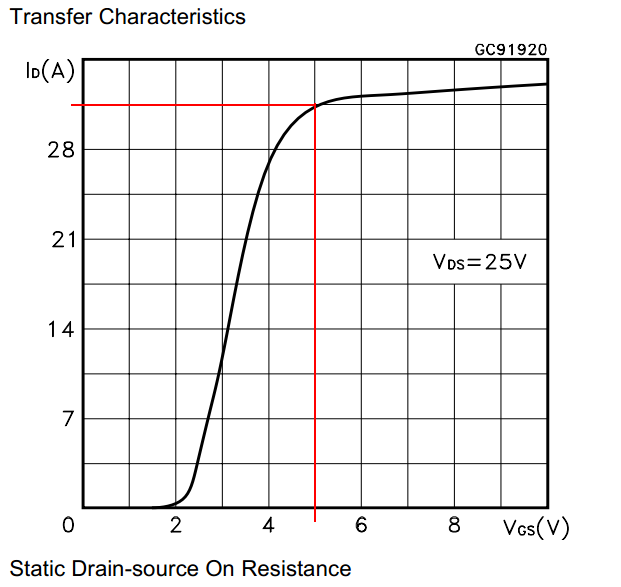 Transfer Characteristics
GC91920
ID(A)
28
21
VDS=25V
14
7
0 2 4 6 8 VGS(V)
Static Drain-source On Resistance